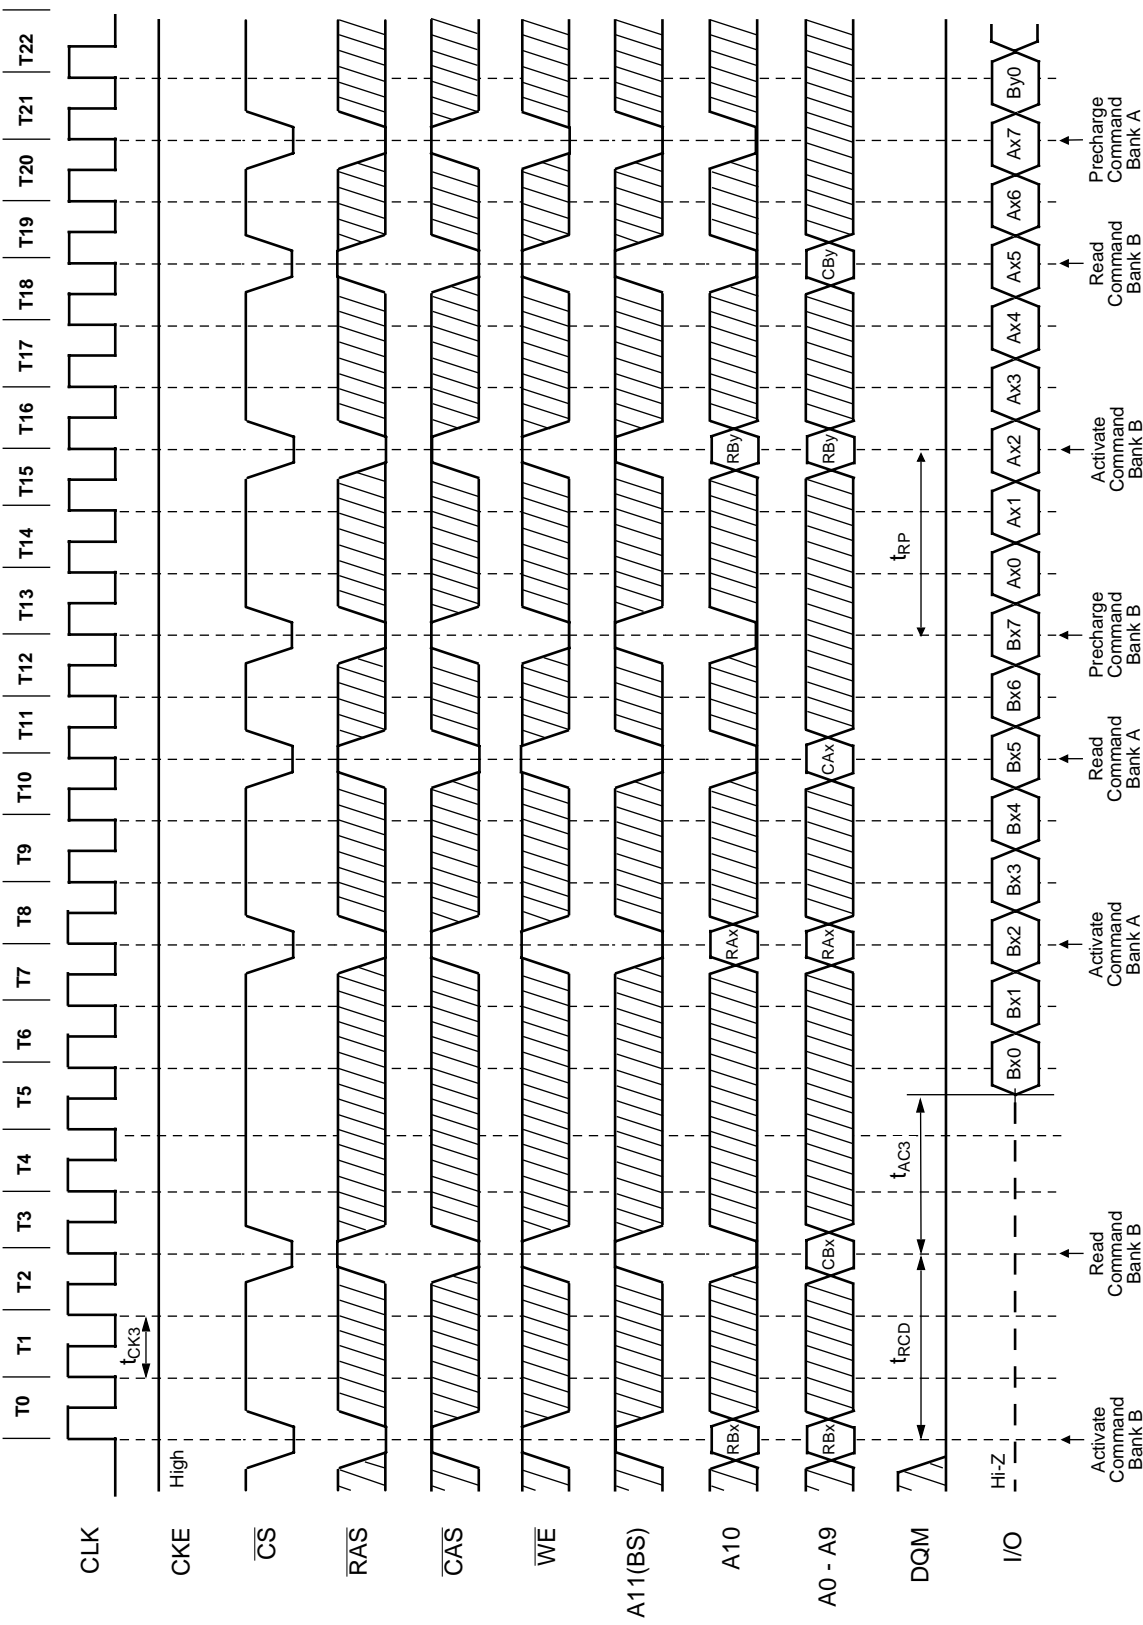 T0 T1 T2 T3 T4 T5 T6 T7 T8 T9 T10 T11 T12 T13 T14 T15 T16 T17 T18 T19 T20 T21 T22
CLK
tCK3
CKE
High
CS
RAS
CAS
WE
A11(BS)
A10
RBx RAx RBy
A0 - A9
RBx CBx RAx CAx RBy CBy
DQM
tRCD tAC3 tRP
I/O
Hi-Z
Bx0 Bx1 Bx2 Bx3 Bx4 Bx5 Bx6 Bx7 Ax0 Ax1 Ax2 Ax3 Ax4 Ax5 Ax6 Ax7 By0
Activate
Command
Bank B
Read
Command
Bank B
Activate
Command
Bank A
Read
Command
Bank A
Precharge
Command
Bank B
Activate
Command
Bank B
Read
Command
Bank B
Precharge
Command
Bank A